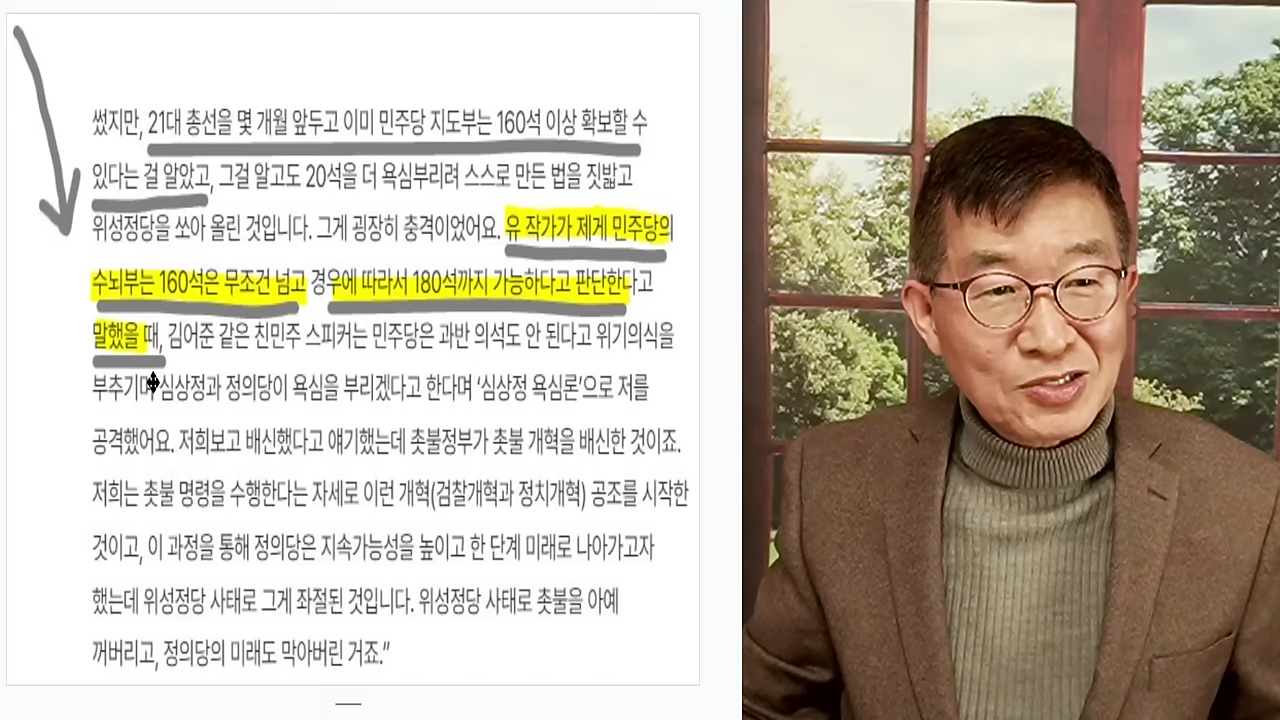 썼지만, 21대 총선을 몇 개월 앞두고 이미 민주당 지도부는 160석 이상 확보할 수
있다는 걸 알았고, 그걸 알고도 20석을 더 욕심부리려 스스로 만든 법을 짓밟고
위성정당을 쏘아 올린 것입니다. 그게 굉장히 충격이었어요. 유 작가가 제게 민주당의
수뇌부는 160석은 무조건 넘고 경우에 따라서 180석까지 가능하다고 판단한다고
말했을 때, 김어준 같은 친민주 스피커는 민주당은 과반 의석도 안 된다고 위기의식을
부추기며 심상정과 정의당이 욕심을 부리겠다고 한다며 ‘심상정 욕심론’으로 저를
공격했어요. 저희보고 배신했다고 얘기했는데 촛불정부가 촛불 개혁을 배신한 것이죠.
저희는 촛불 명령을 수행한다는 자세로 이런 개혁(검찰개혁과 정치개혁) 공조를 시작한
것이고, 이 과정을 통해 정의당은 지속가능성을 높이고 한 단계 미래로 나아가고자
했는데 위성정당 사태로 그게 좌절된 것입니다. 위성정당 사태로 촛불을 아예
꺼버리고, 정의당의 미래도 막아버린 거죠.”